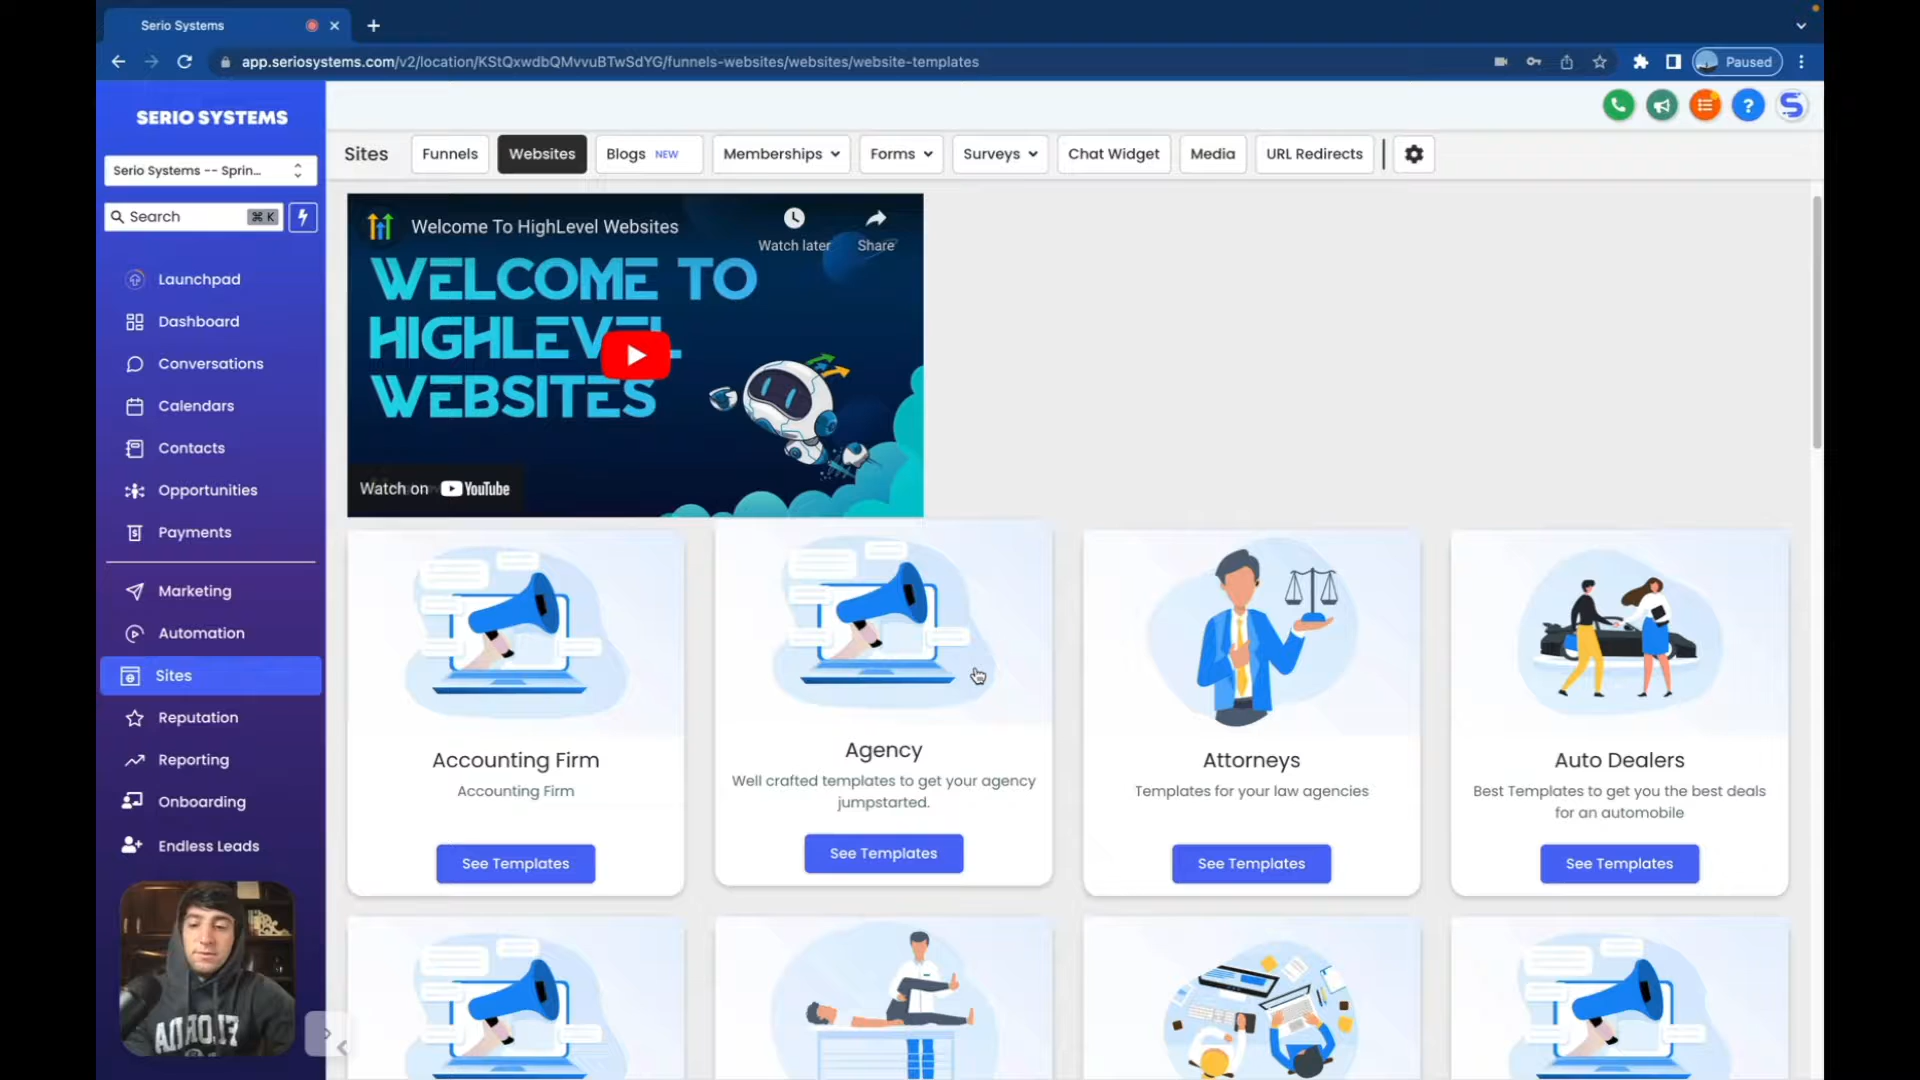 Serio Systems
app.seriosystems.com/v2/location/KStQxwdbQMvvuBTwSdYG/funnels-websites/websites/website-templates
Paused
SERIO SYSTEMS
Serio Systems -- Sprin...
Search ⌘ K
Launchpad
Dashboard
Conversations
Calendars
Contacts
Opportunities
Payments
Marketing
Automation
Sites
Reputation
Reporting
Onboarding
Endless Leads
FLORIDA
Sites Funnels Websites Blogs NEW Memberships Forms Surveys Chat Widget Media URL Redirects
Welcome To HighLevel Websites
Watch later Share
WELCOME TO
HIGHLEVEL
WEBSITES
Watch on YouTube
Accounting Firm
Accounting Firm
See Templates
Agency
Well crafted templates to get your agency
jumpstarted.
See Templates
Attorneys
Templates for your law agencies
See Templates
Auto Dealers
Best Templates to get you the best deals
for an automobile
See Templates